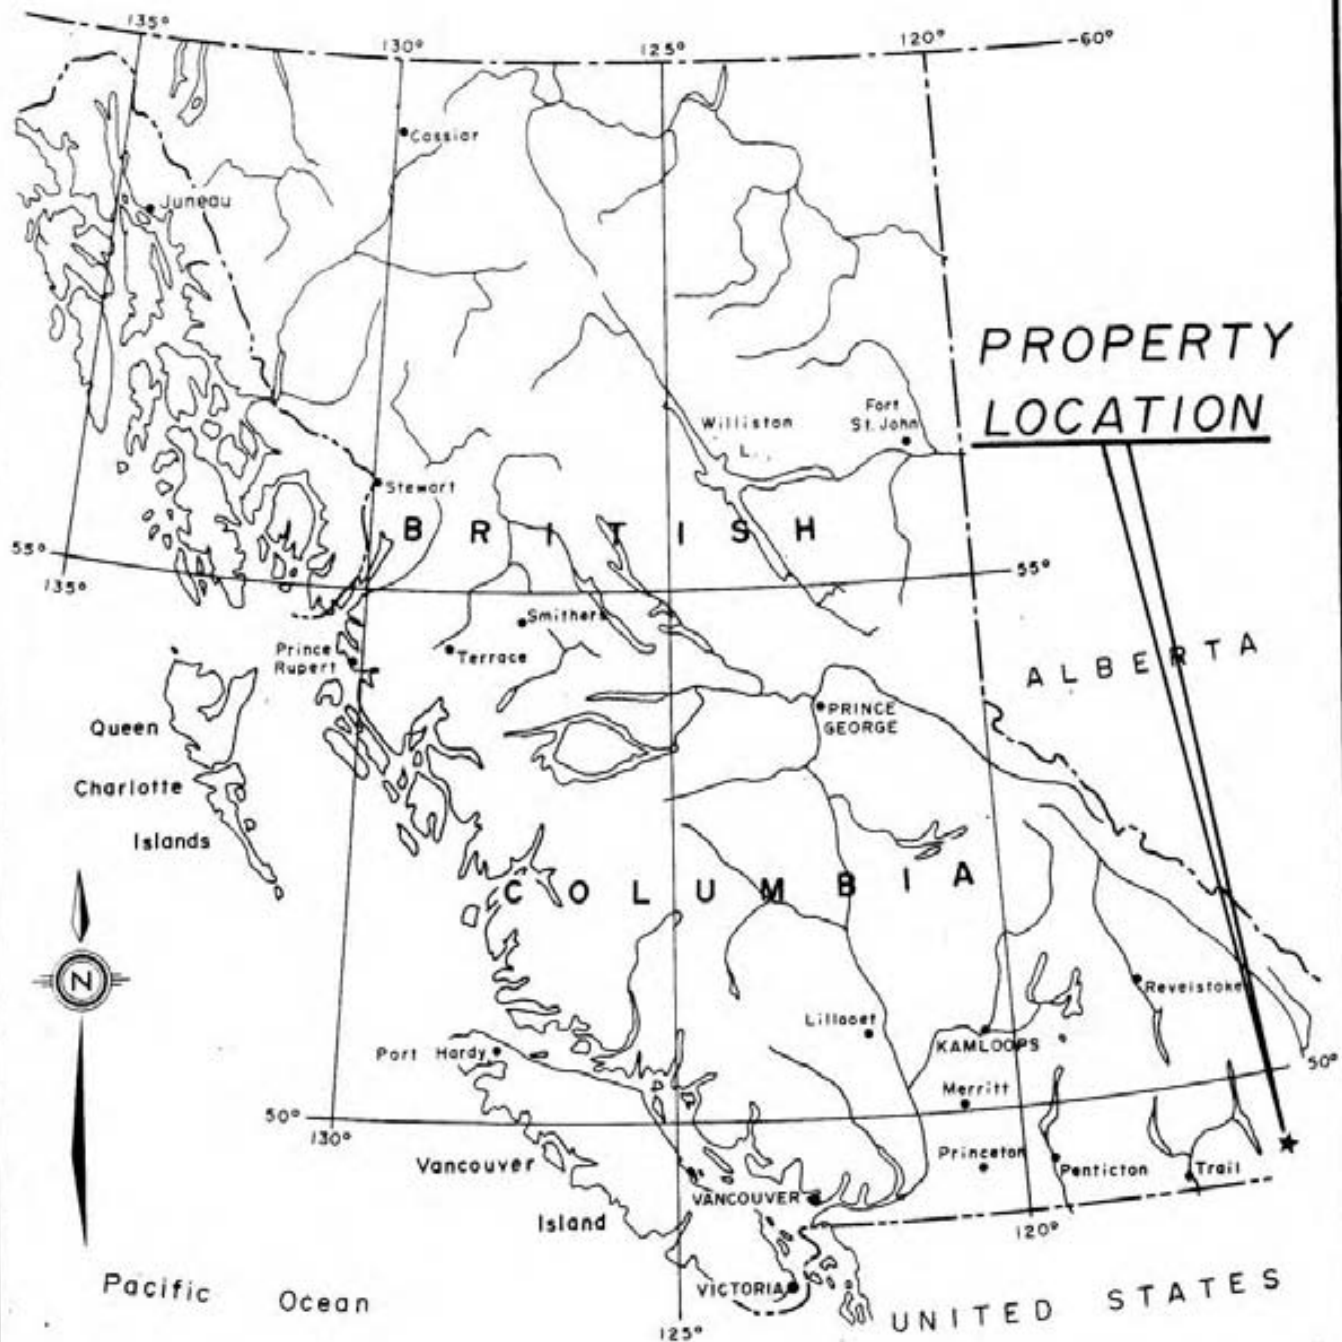 135°
130°
125°
120°
60°
Cassiar
Juneau
PROPERTY
LOCATION
Williston
L.
Fort
St. John
Stewart
BRITISH
55°
135°
55°
Smithers
Terrace
Prince
Rupert
ALBERTA
Queen
Charlotte
Islands
PRINCE
GEORGE
COLUMBIA
N
Revelstoke
Lillooet
KAMLOOPS
Port Hardy
50°
Merritt
50°
130°
Princeton
Penticton
Trail
Vancouver
Island
VANCOUVER
120°
VICTORIA
Pacific Ocean
UNITED STATES
125°